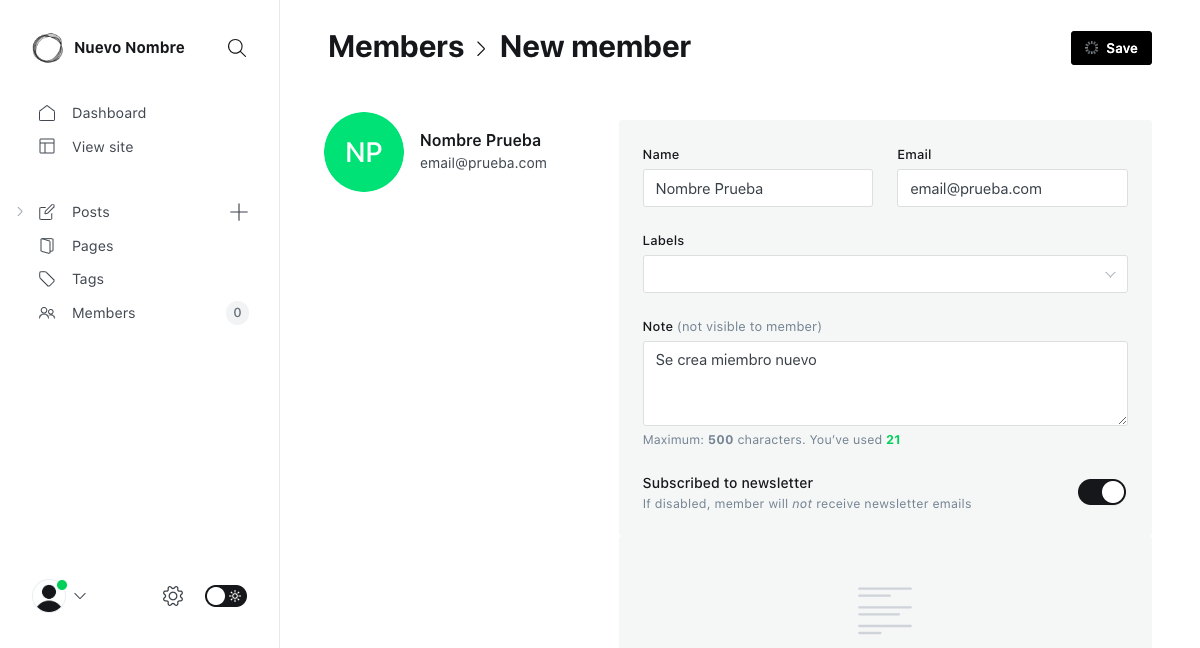 Nuevo Nombre
Dashboard
View site
Posts
Pages
Tags
Members
0
Members
New member
Save
NP
Nombre Prueba
email@prueba.com
Name
Nombre Prueba
Email
email@prueba.com
Labels
Note (not visible to member)
Se crea miembro nuevo
Maximum: 500 characters. You've used 21
Subscribed to newsletter
If disabled, member will not receive newsletter emails